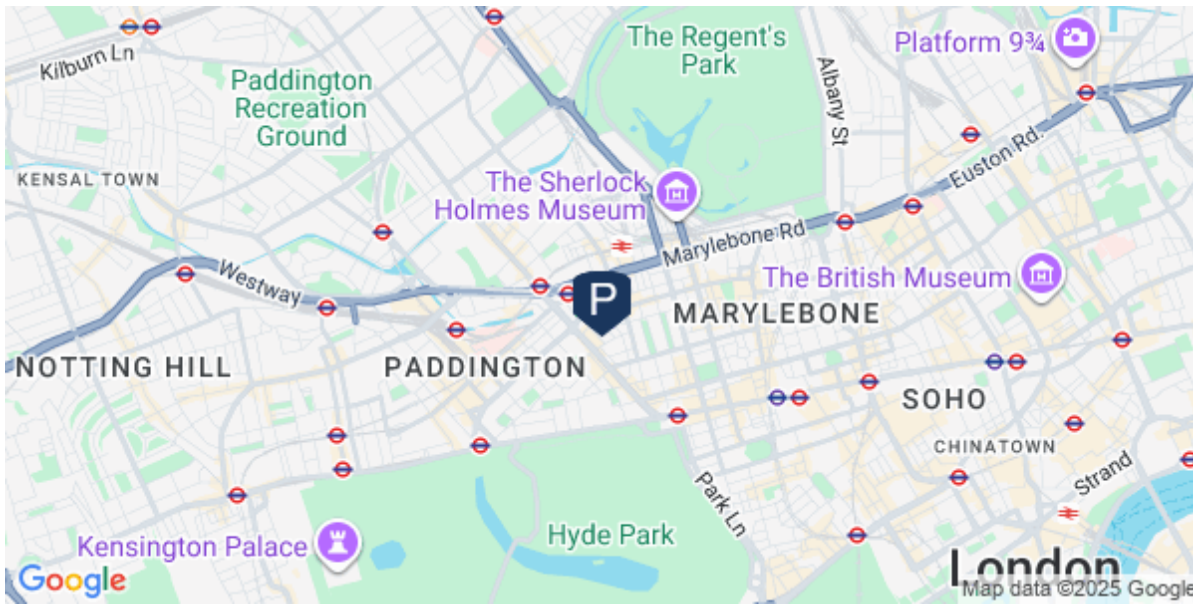 Kilburn Ln
Paddington
Recreation
Ground
The Regent's
Park
Albany St
Platform 9¾
Euston Rd.
KENSAL TOWN
The Sherlock
Holmes Museum
Marylebone Rd
Westway
P
The British Museum
MARYLEBONE
NOTTING HILL
PADDINGTON
SOHO
CHINATOWN
Strand
Park Ln
Hyde Park
Kensington Palace
London
Google
Map data ©2025 Google